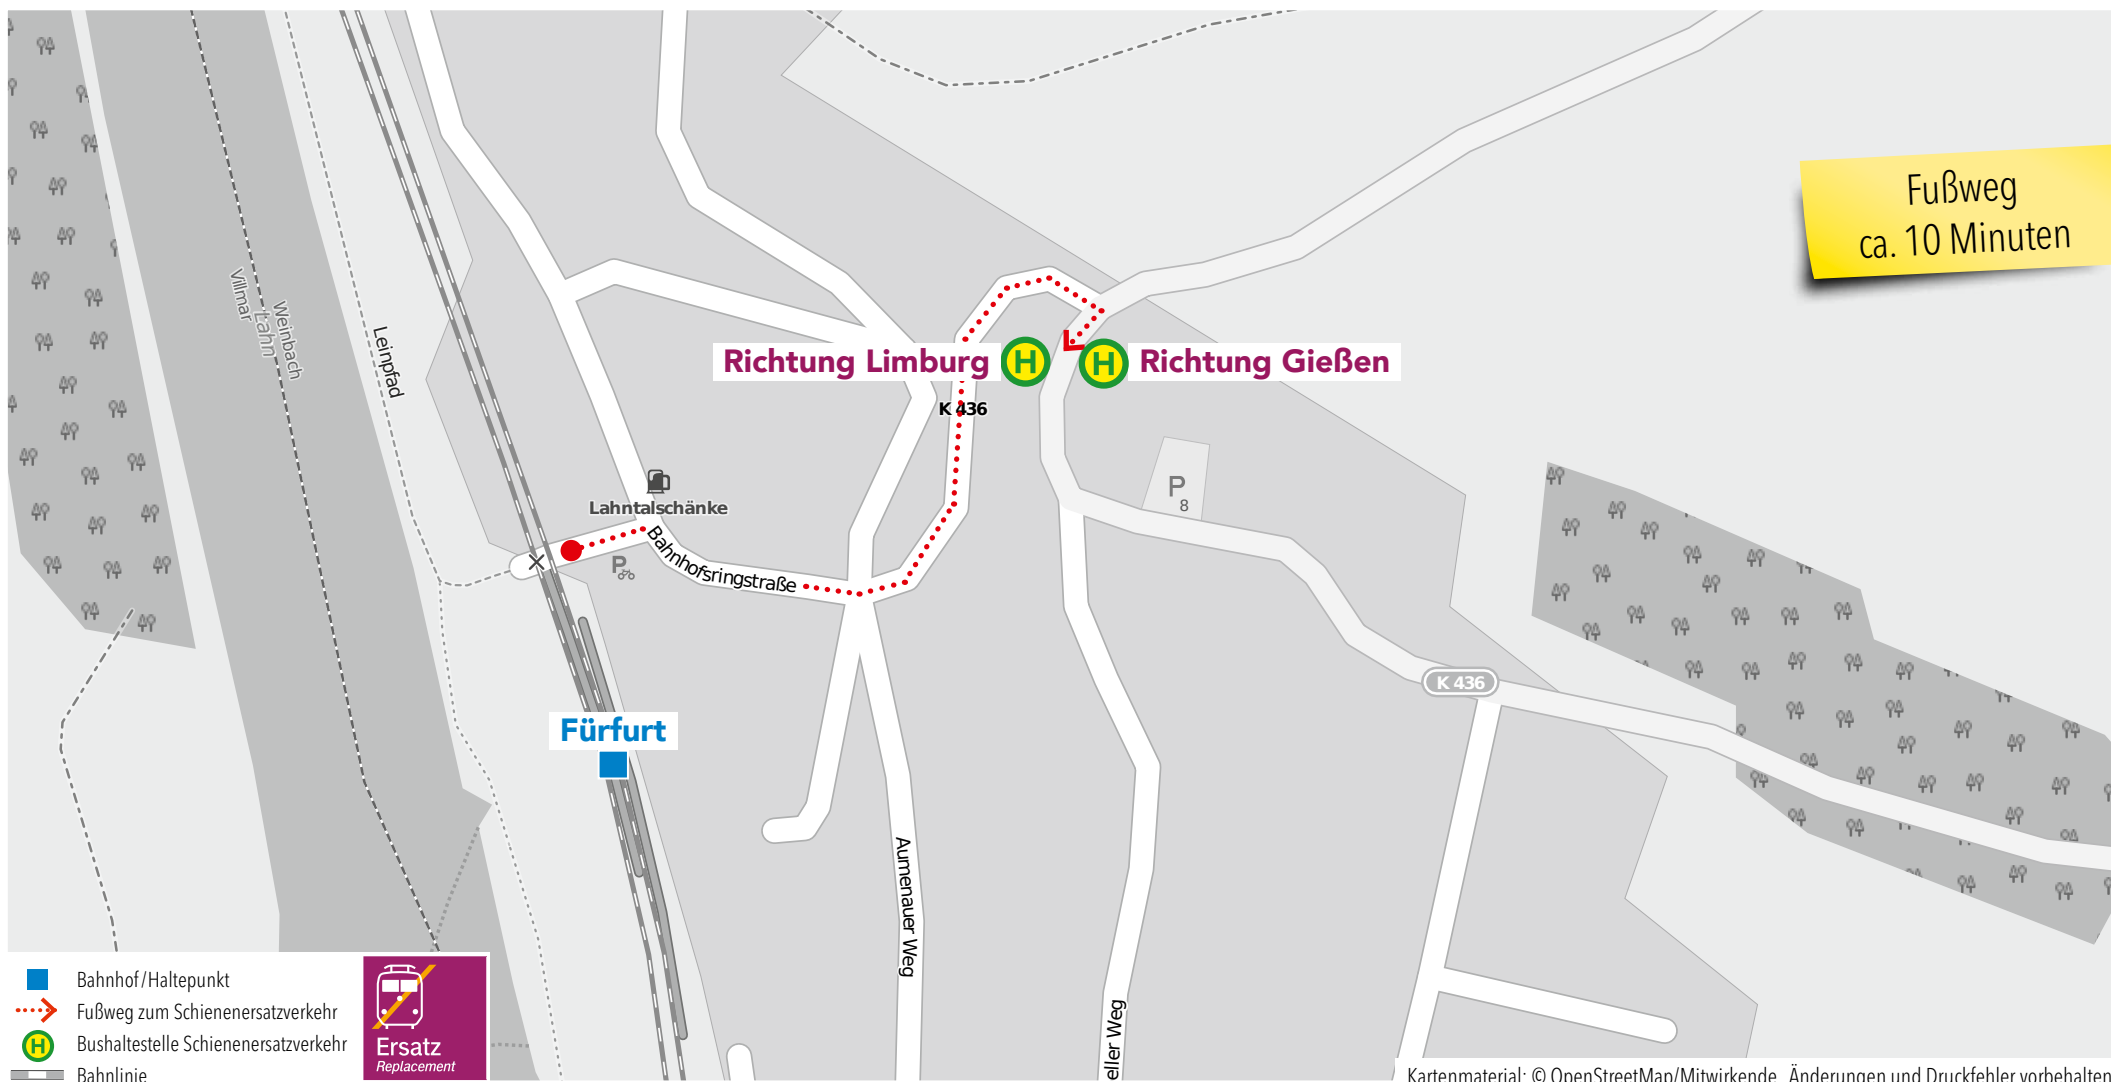 Fußweg
ca. 10 Minuten
Villmar
Lahn
Weinbach
Leinpfad
Richtung Limburg
H
H
Richtung Gießen
K 436
Lahntalschänke
P
8
P
Bahnhofsringstraße
K 436
Fürfurt
Aumenauer Weg
eller Weg
Bahnhof/Haltepunkt
Fußweg zum Schienenersatzverkehr
H
Bushaltestelle Schienenersatzverkehr
Bahnlinie
Ersatz
Replacement
Kartenmaterial: © OpenStreetMap/Mitwirkende, Änderungen und Druckfehler vorbehalten